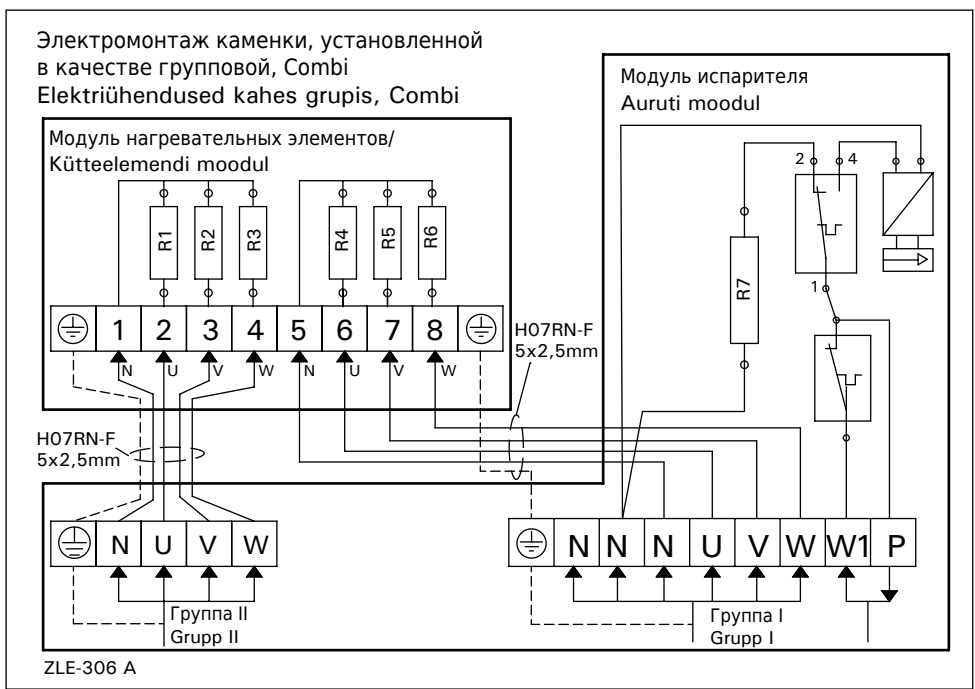 Электромонтаж каменки, установленной
в качестве групповой, Combi
Elektriühendused kahes grupis, Combi
Модуль испарителя
Auruti moodul
Модуль нагревательных элементов/
Kütteelemendi moodul
R1 R2 R3 R4 R5 R6
R7
2 4
1
1 2 3 4 5 6 7 8
N U V W N U V W
H07RN-F
5x2,5mm
H07RN-F
5x2,5mm
N U V W
N N N U V W W1 P
Группа II
Grupp II
Группа I
Grupp I
ZLE-306 A